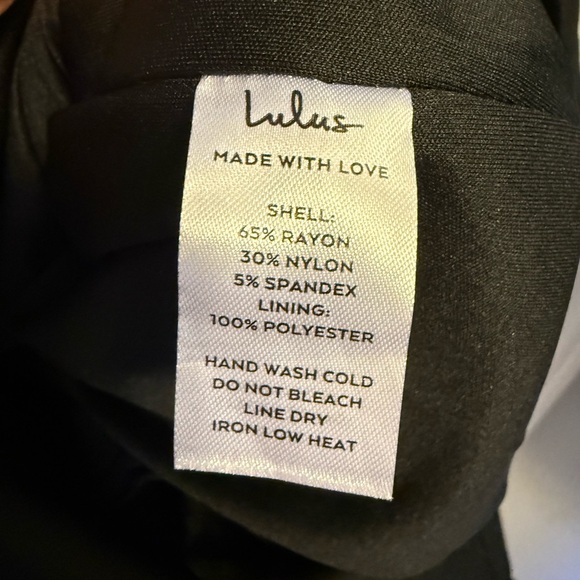 Lulus
MADE WITH LOVE
SHELL:
65% RAYON
30% NYLON
5% SPANDEX
LINING:
100% POLYESTER
HAND WASH COLD
DO NOT BLEACH
LINE DRY
IRON LOW HEAT